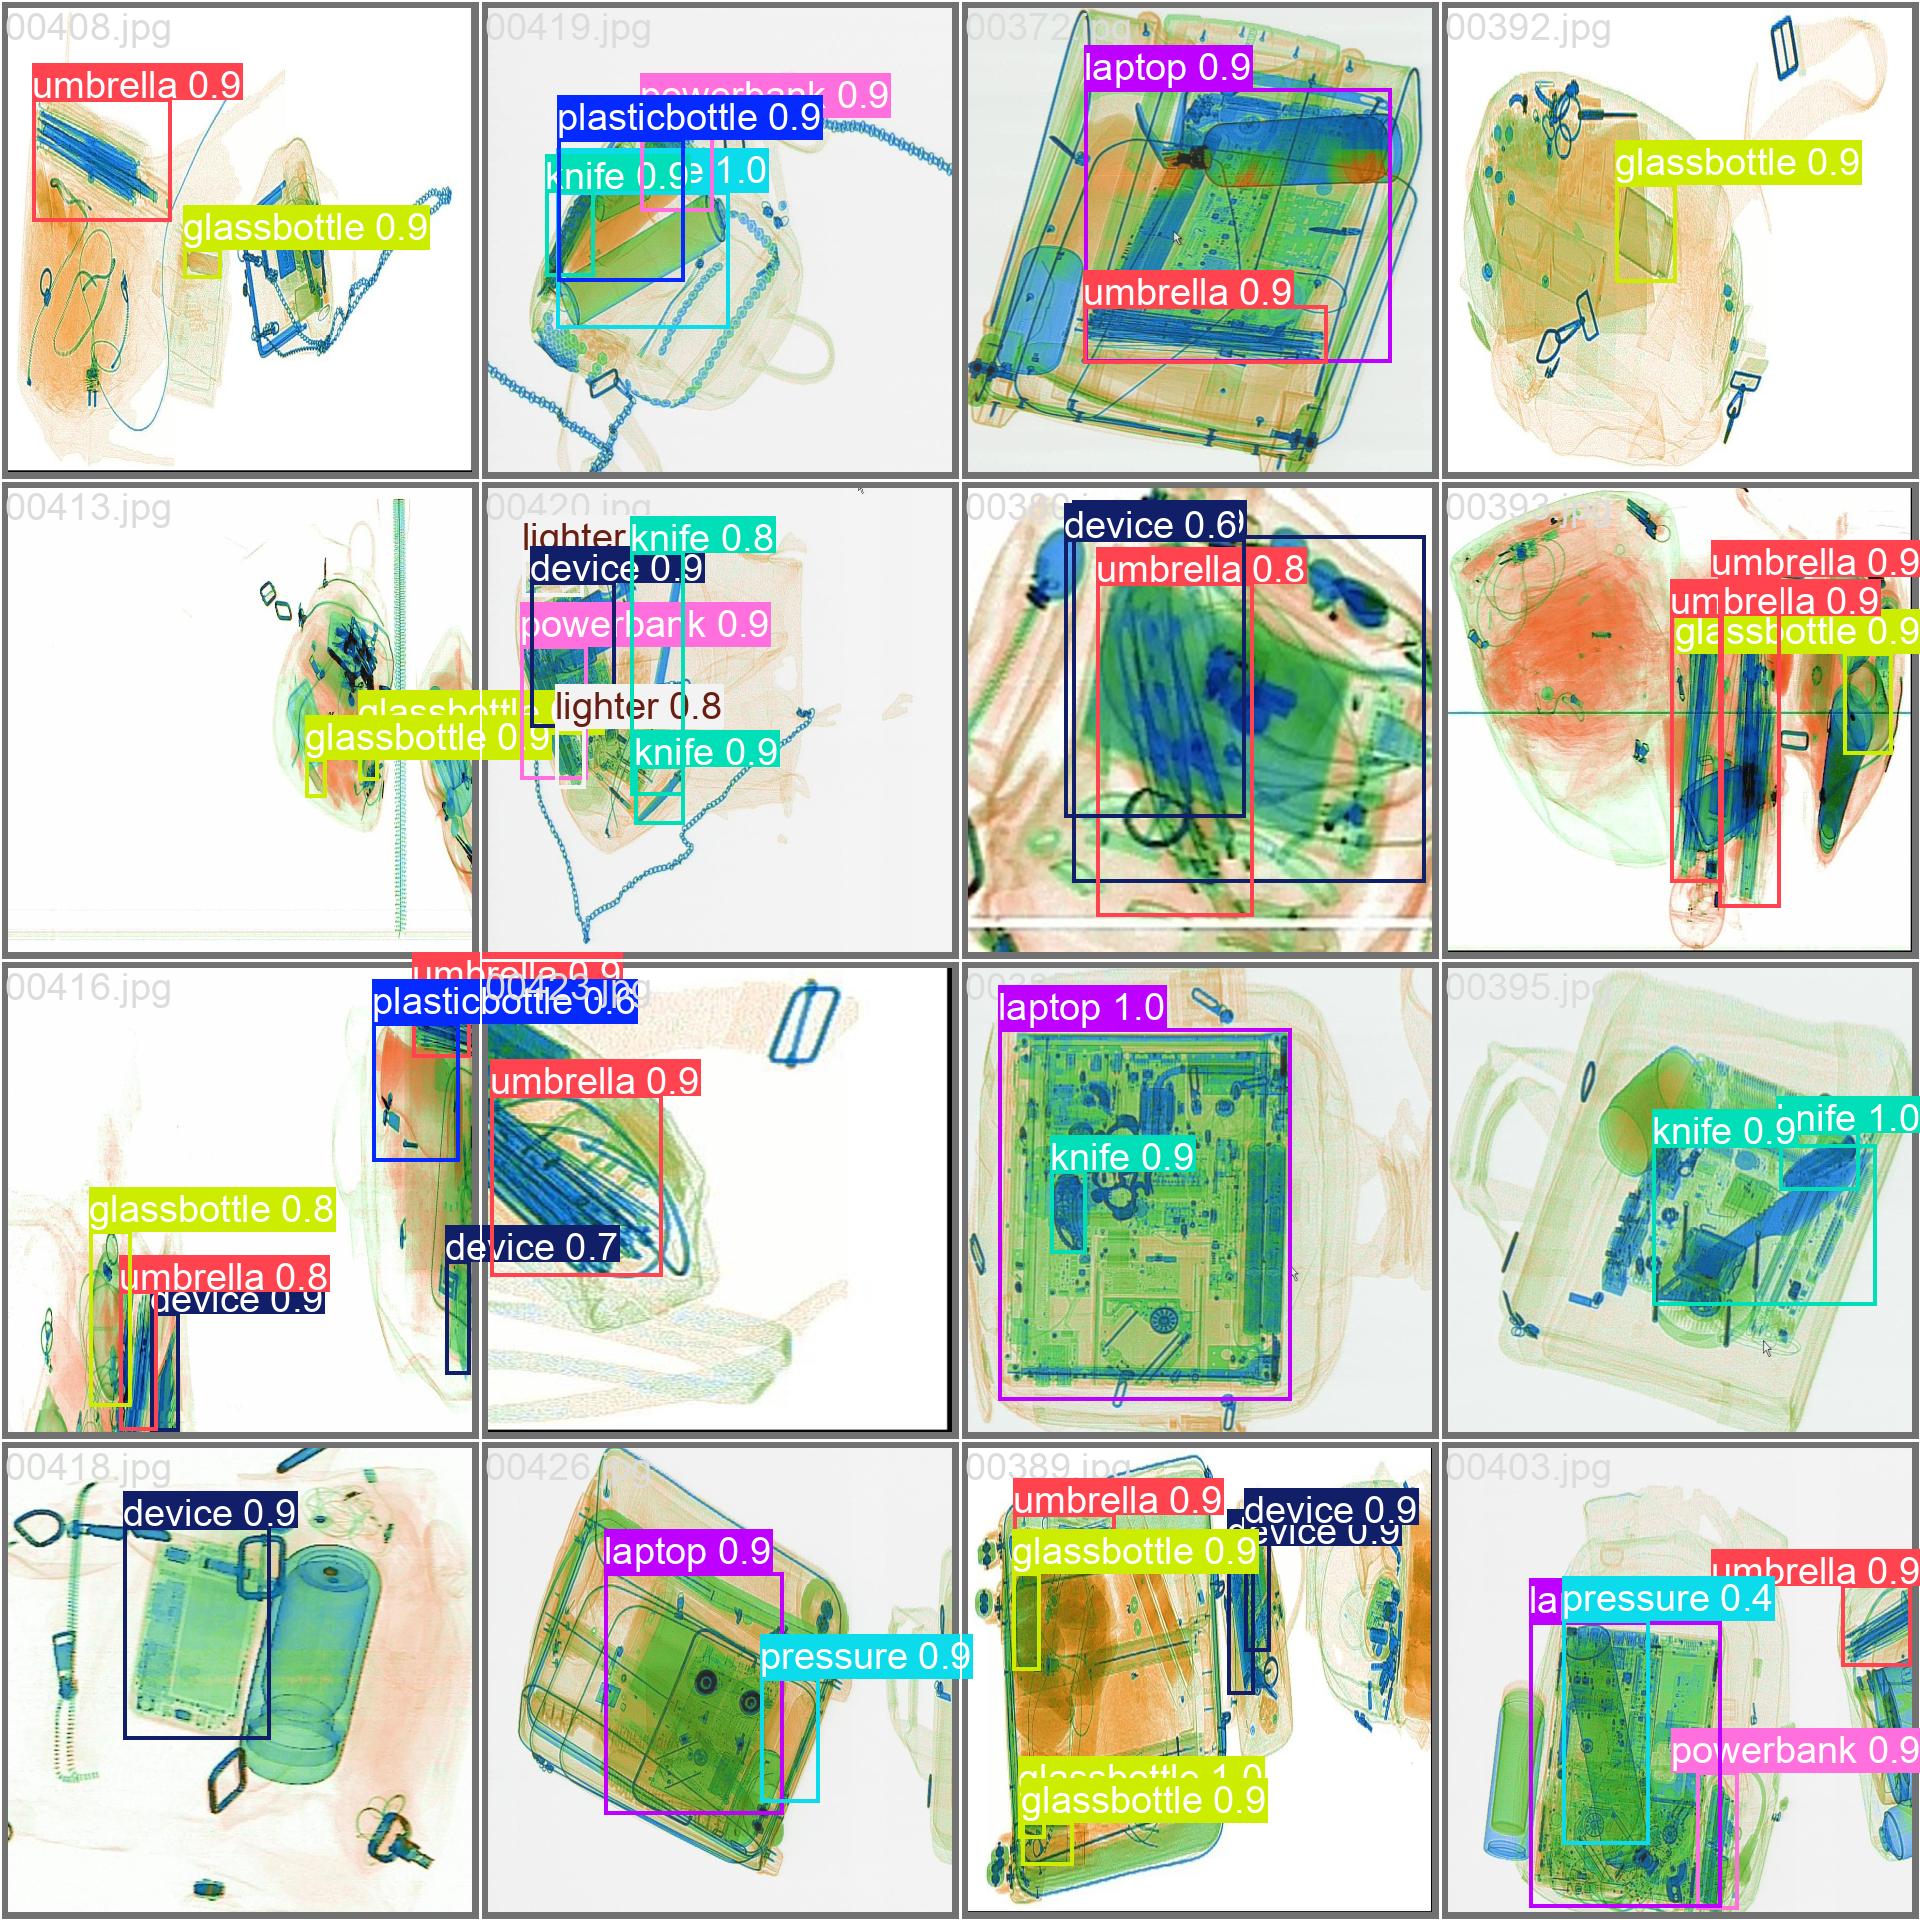 00408.jpg
umbrella 0.9
glassbottle 0.9
00419.jpg
powerbank 0.9
plasticbottle 0.9
knife 0.9
e 1.0
00372.jpg
laptop 0.9
umbrella 0.9
00392.jpg
glassbottle 0.9
00413.jpg
glassbottle
glassbottle 0.9
00420.jpg
lighter
knife 0.8
device 0.9
powerbank 0.9
lighter 0.8
knife 0.9
device 0.6
umbrella 0.8
00393.jpg
umbrella 0.9
umbrella 0.9
glassbottle 0.9
00416.jpg
umbrella 0.9
plasticbottle 0.6
glassbottle 0.8
umbrella 0.8
device 0.9
00423.jpg
umbrella 0.9
device 0.7
laptop 1.0
knife 0.9
00395.jpg
knife 0.9
knife 1.0
00418.jpg
device 0.9
00426.jpg
laptop 0.9
pressure 0.9
00389.jpg
umbrella 0.9
device 0.9
device 0.9
glassbottle 0.9
glassbottle 1.0
glassbottle 0.9
00403.jpg
umbrella 0.9
la
pressure 0.4
powerbank 0.9